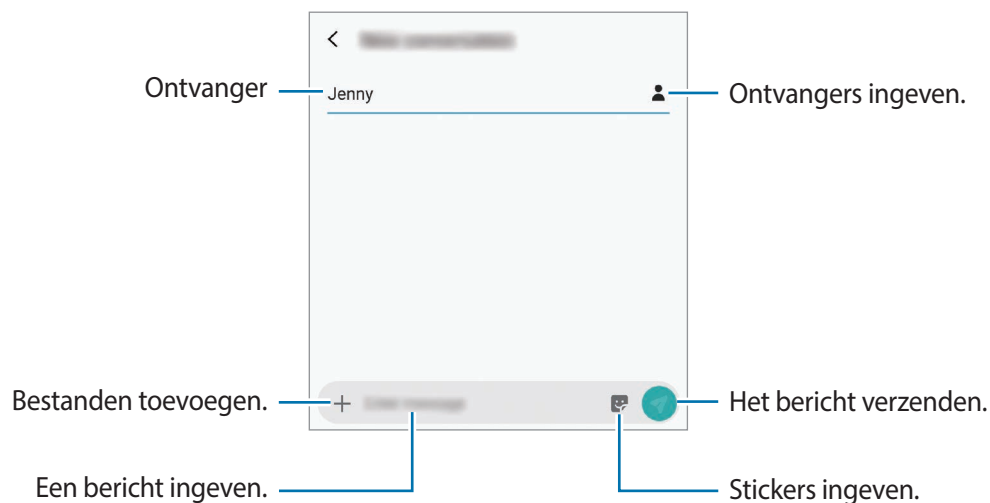 Ontvanger
Jenny
Ontvangers ingeven.
Bestanden toevoegen.
Het bericht verzenden.
Een bericht ingeven.
Stickers ingeven.